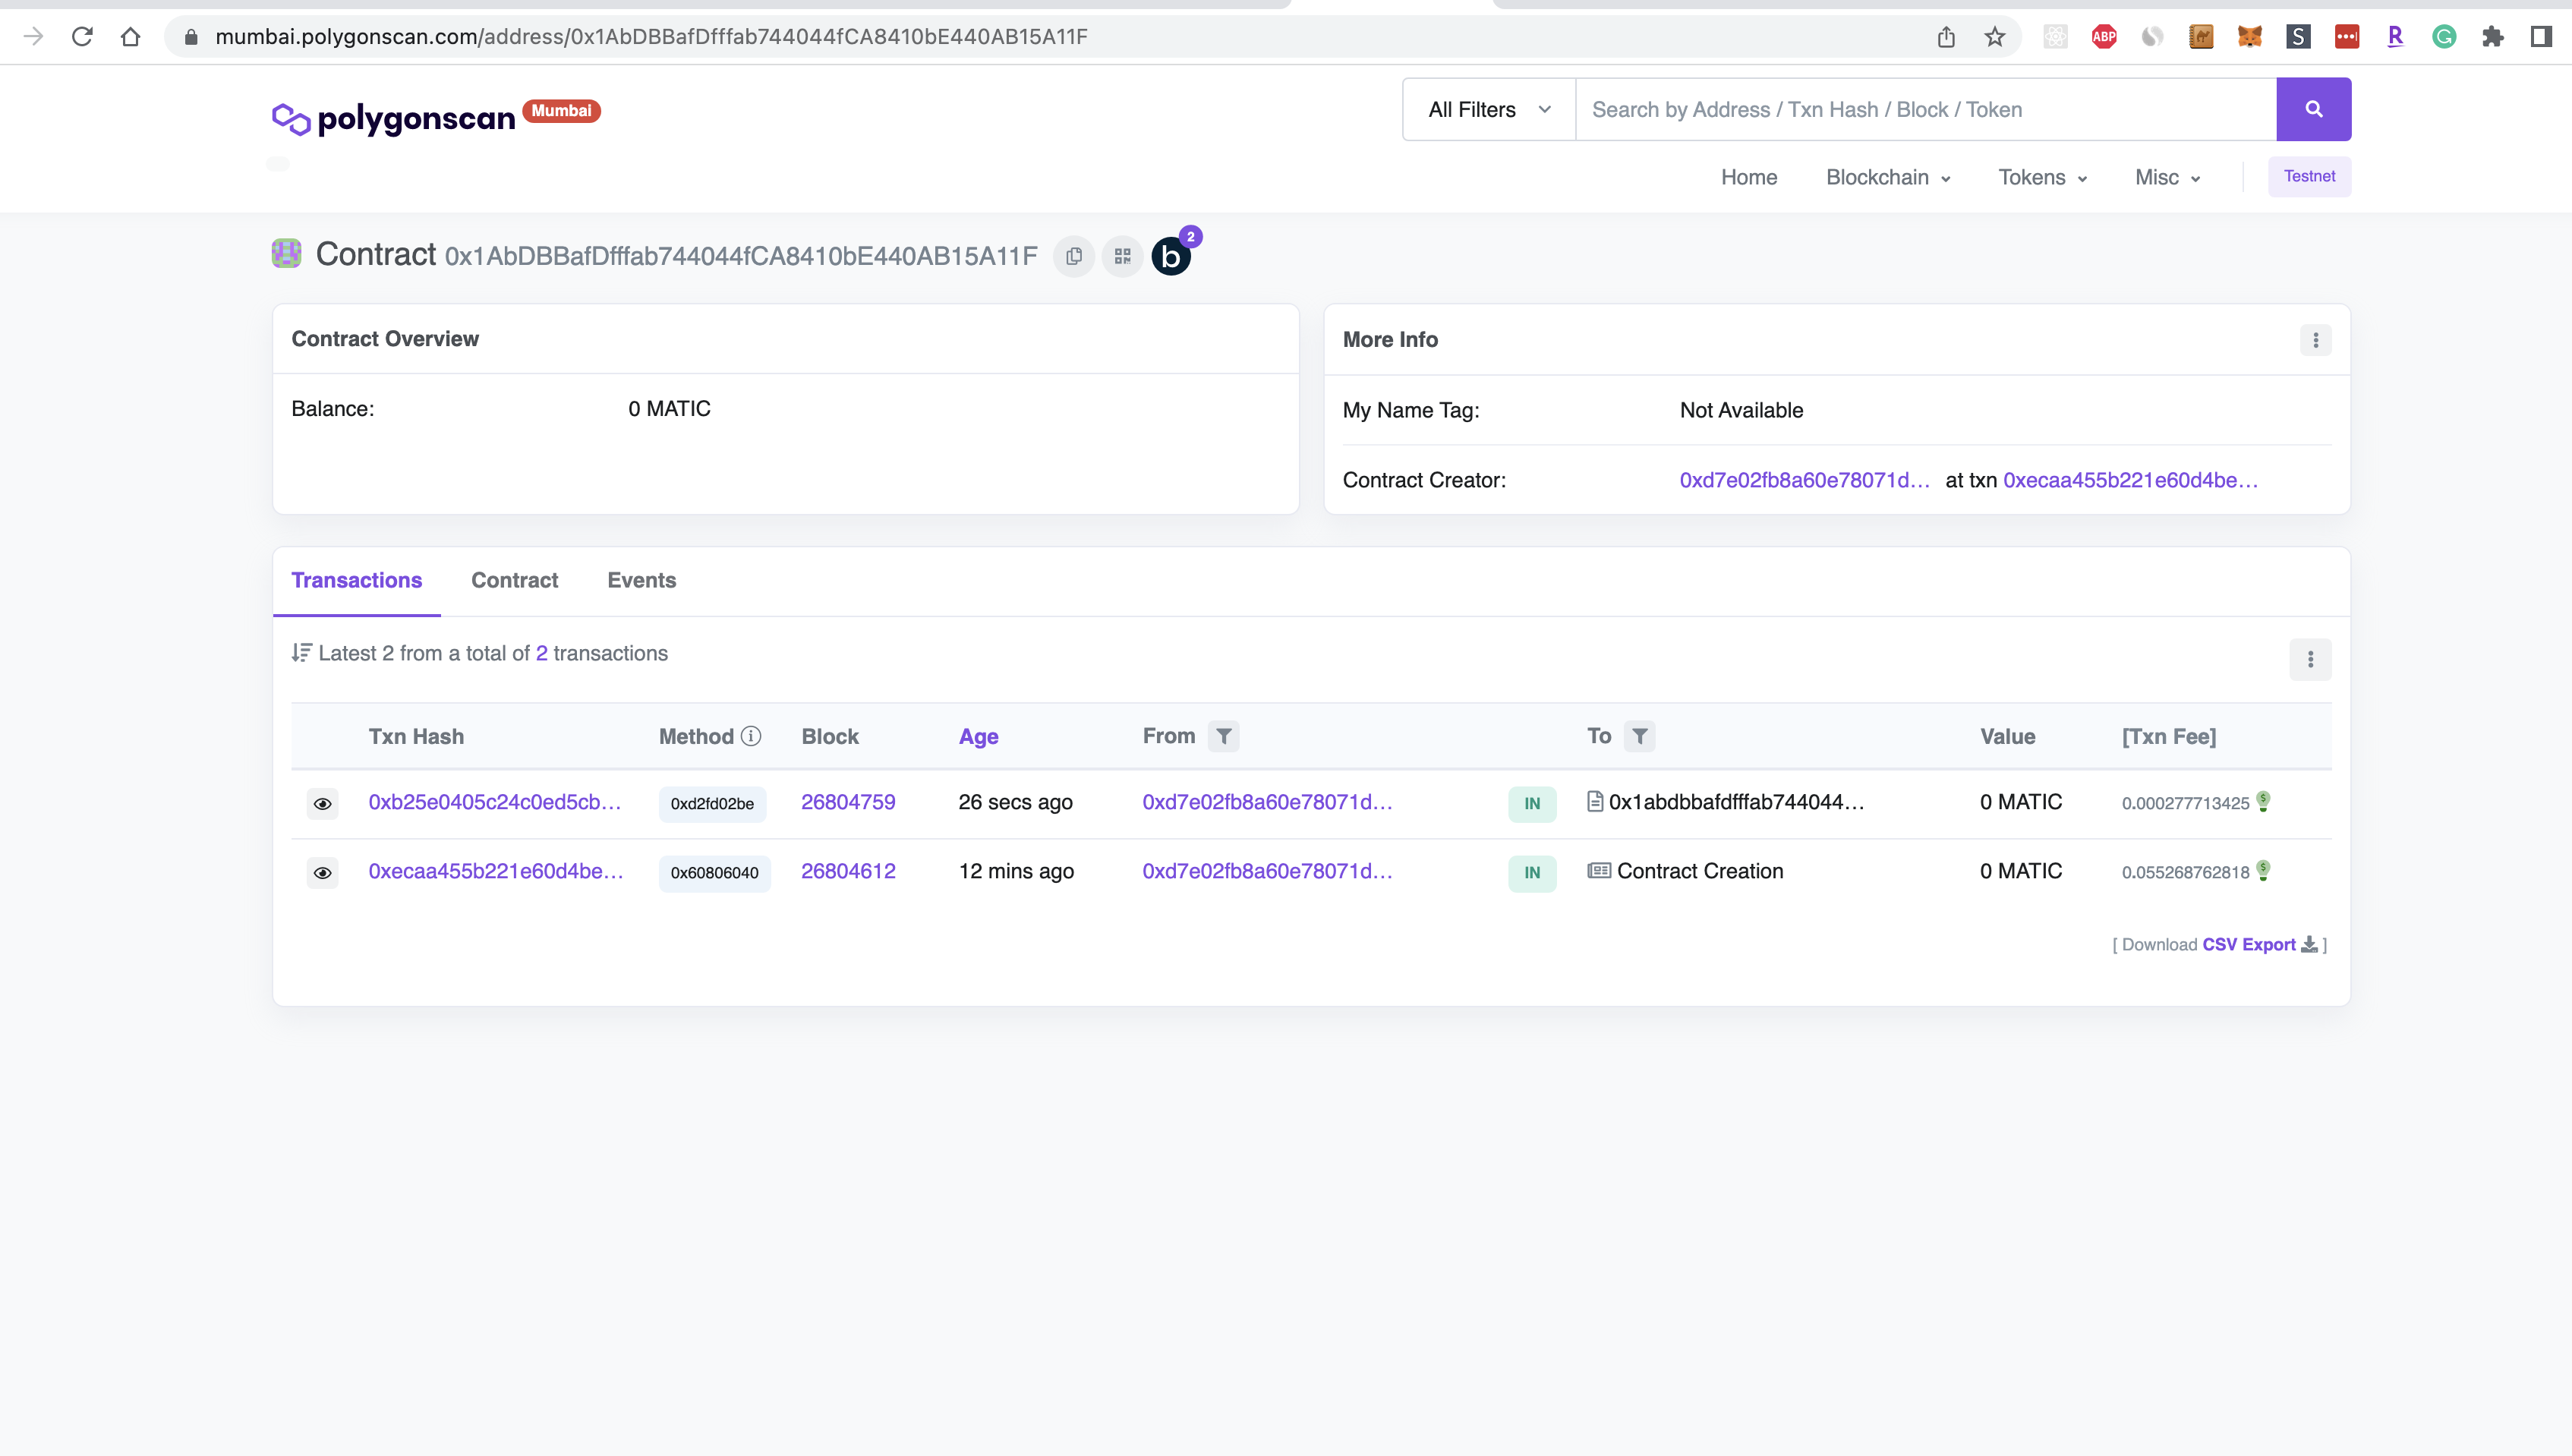 mumbai.polygonscan.com/address/0x1AbDBBafDfffab744044fCA8410bE440AB15A11F
ABP
S
R
G
polygonscan Mumbai
All Filters
Search by Address / Txn Hash / Block / Token
Home Blockchain Tokens Misc Testnet
Contract 0x1AbDBBafDfffab744044fCA8410bE440AB15A11F b 2
Contract Overview
Balance: 0 MATIC
More Info
My Name Tag: Not Available
Contract Creator: 0xd7e02fb8a60e78071d... at txn 0xecaa455b221e60d4be...
Transactions Contract Events
Latest 2 from a total of 2 transactions
Txn Hash Method Block Age From To Value [Txn Fee]
0xb25e0405c24c0ed5cb... 0xd2fd02be 26804759 26 secs ago 0xd7e02fb8a60e78071d... IN 0x1abdbbafdfffab744044... 0 MATIC 0.000277713425
0xecaa455b221e60d4be... 0x60806040 26804612 12 mins ago 0xd7e02fb8a60e78071d... IN Contract Creation 0 MATIC 0.055268762818
[ Download CSV Export ]